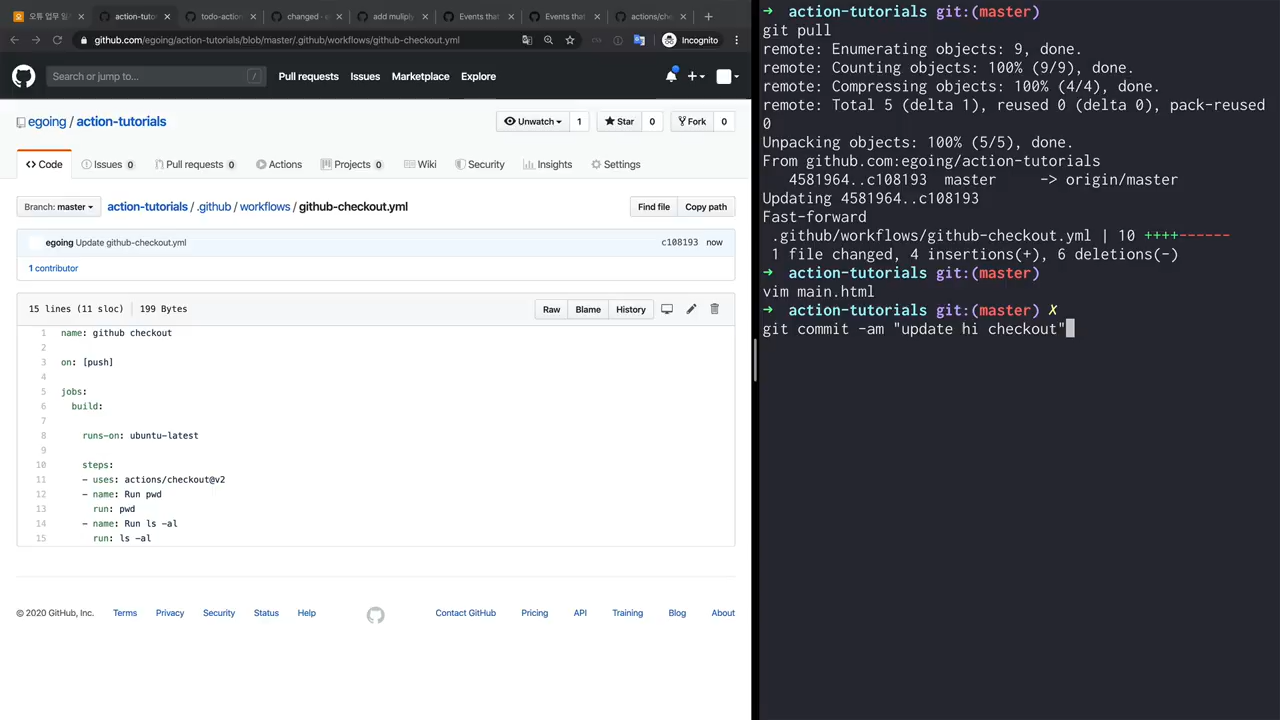 오류 업무 일
action-tutor
todo-action
changed - e
add muliply
Events that
Events that
actions/che
github.com/egoing/action-tutorials/blob/master/.github/workflows/github-checkout.yml
Incognito
Search or jump to...
/
Pull requests
Issues
Marketplace
Explore
egoing / action-tutorials
Unwatch
1
Star
0
Fork
0
Code
Issues 0
Pull requests 0
Actions
Projects 0
Wiki
Security
Insights
Settings
Branch: master
action-tutorials / .github / workflows / github-checkout.yml
Find file
Copy path
egoing Update github-checkout.yml
c108193 now
1 contributor
15 lines (11 sloc)
199 Bytes
Raw
Blame
History
1 name: github checkout
2
3 on: [push]
4
5 jobs:
6 build:
7
8 runs-on: ubuntu-latest
9
10 steps:
11 - uses: actions/checkout@v2
12 - name: Run pwd
13 run: pwd
14 - name: Run ls -al
15 run: ls -al
© 2020 GitHub, Inc.
Terms
Privacy
Security
Status
Help
Contact GitHub
Pricing
API
Training
Blog
About
➜ action-tutorials git:(master)
git pull
remote: Enumerating objects: 9, done.
remote: Counting objects: 100% (9/9), done.
remote: Compressing objects: 100% (4/4), done.
remote: Total 5 (delta 1), reused 0 (delta 0), pack-reused
0
Unpacking objects: 100% (5/5), done.
From github.com:egoing/action-tutorials
4581964..c108193 master -> origin/master
Updating 4581964..c108193
Fast-forward
.github/workflows/github-checkout.yml | 10 ++++------
1 file changed, 4 insertions(+), 6 deletions(-)
➜ action-tutorials git:(master)
vim main.html
➜ action-tutorials git:(master) ✗
git commit -am "update hi checkout"